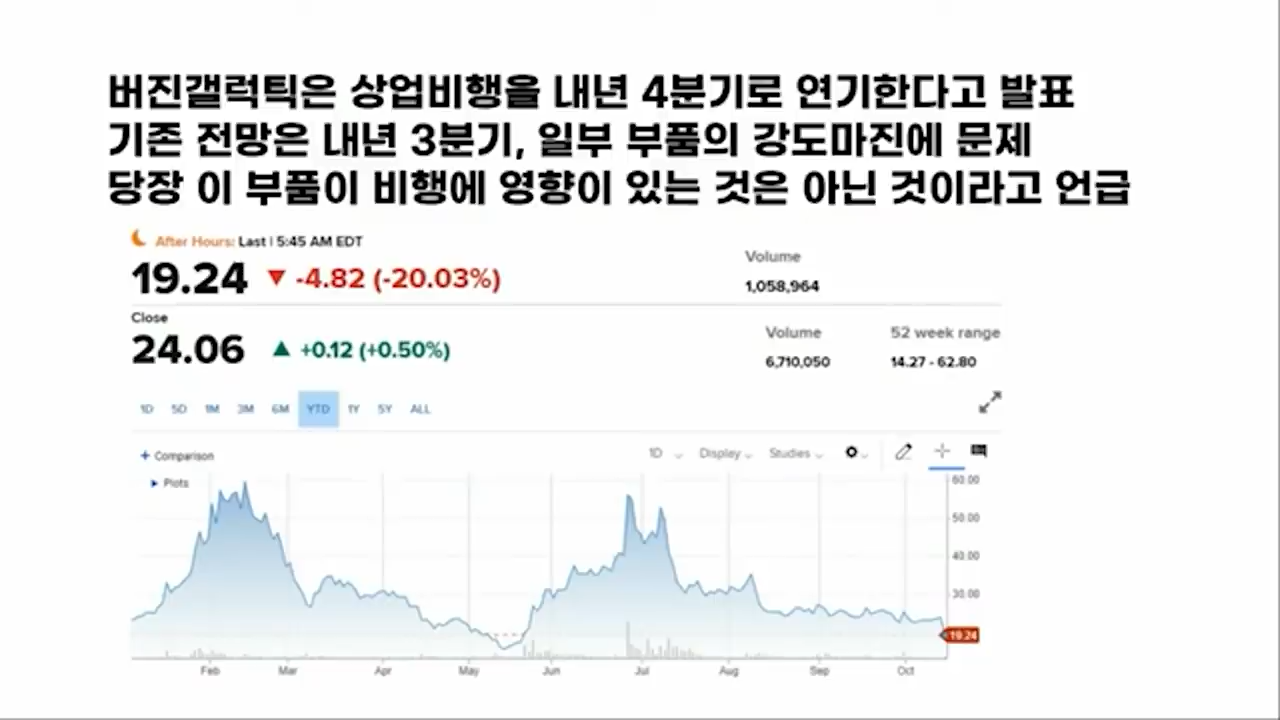 버진갤럭틱은 상업비행을 내년 4분기로 연기한다고 발표
기존 전망은 내년 3분기, 일부 부품의 강도마진에 문제
당장 이 부품이 비행에 영향이 있는 것은 아닌 것이라고 언급
After Hours: Last | 5:45 AM EDT
19.24 ▼ -4.82 (-20.03%)
Volume
1,058,964
Close
24.06 ▲ +0.12 (+0.50%)
Volume 52 week range
6,710,050 14.27 - 62.80
1D 5D 1M 3M 6M YTD 1Y 5Y ALL
+ Comparison 1D Display Studies
Plots
60.00
50.00
40.00
30.00
19.24
Feb Mar Apr May Jun Jul Aug Sep Oct